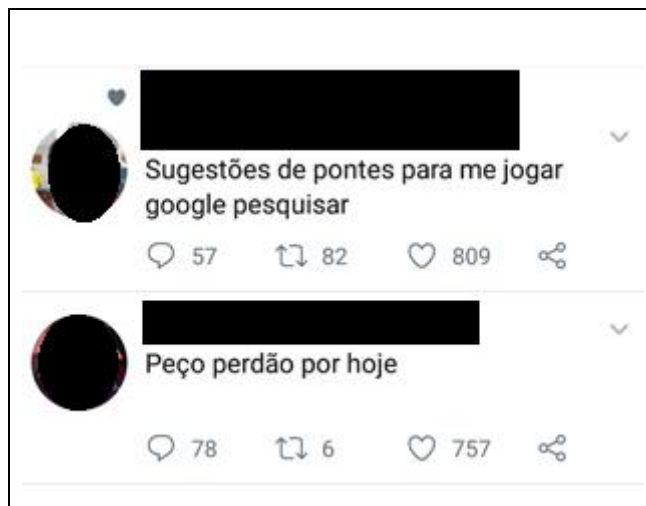 Sugestões de pontes para me jogar
google pesquisar
57 82 809
Peço perdão por hoje
78 6 757